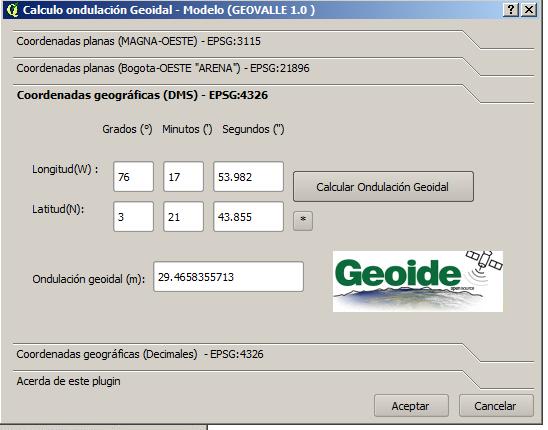 Calculo ondulación Geoidal - Modelo (GEOVALLE 1.0 )
Coordenadas planas (MAGNA-OESTE) - EPSG:3115
Coordenadas planas (Bogota-OESTE "ARENA") - EPSG:21896
Coordenadas geográficas (DMS) - EPSG:4326
Grados (º) Minutos (') Segundos (")
Longitud(W) : 76 17 53.982
Calcular Ondulación Geoidal
Latitud(N): 3 21 43.855 *
Ondulación geoidal (m): 29.4658355713
Geoide
open source
Coordenadas geográficas (Decimales) - EPSG:4326
Acerda de este plugin
Aceptar Cancelar